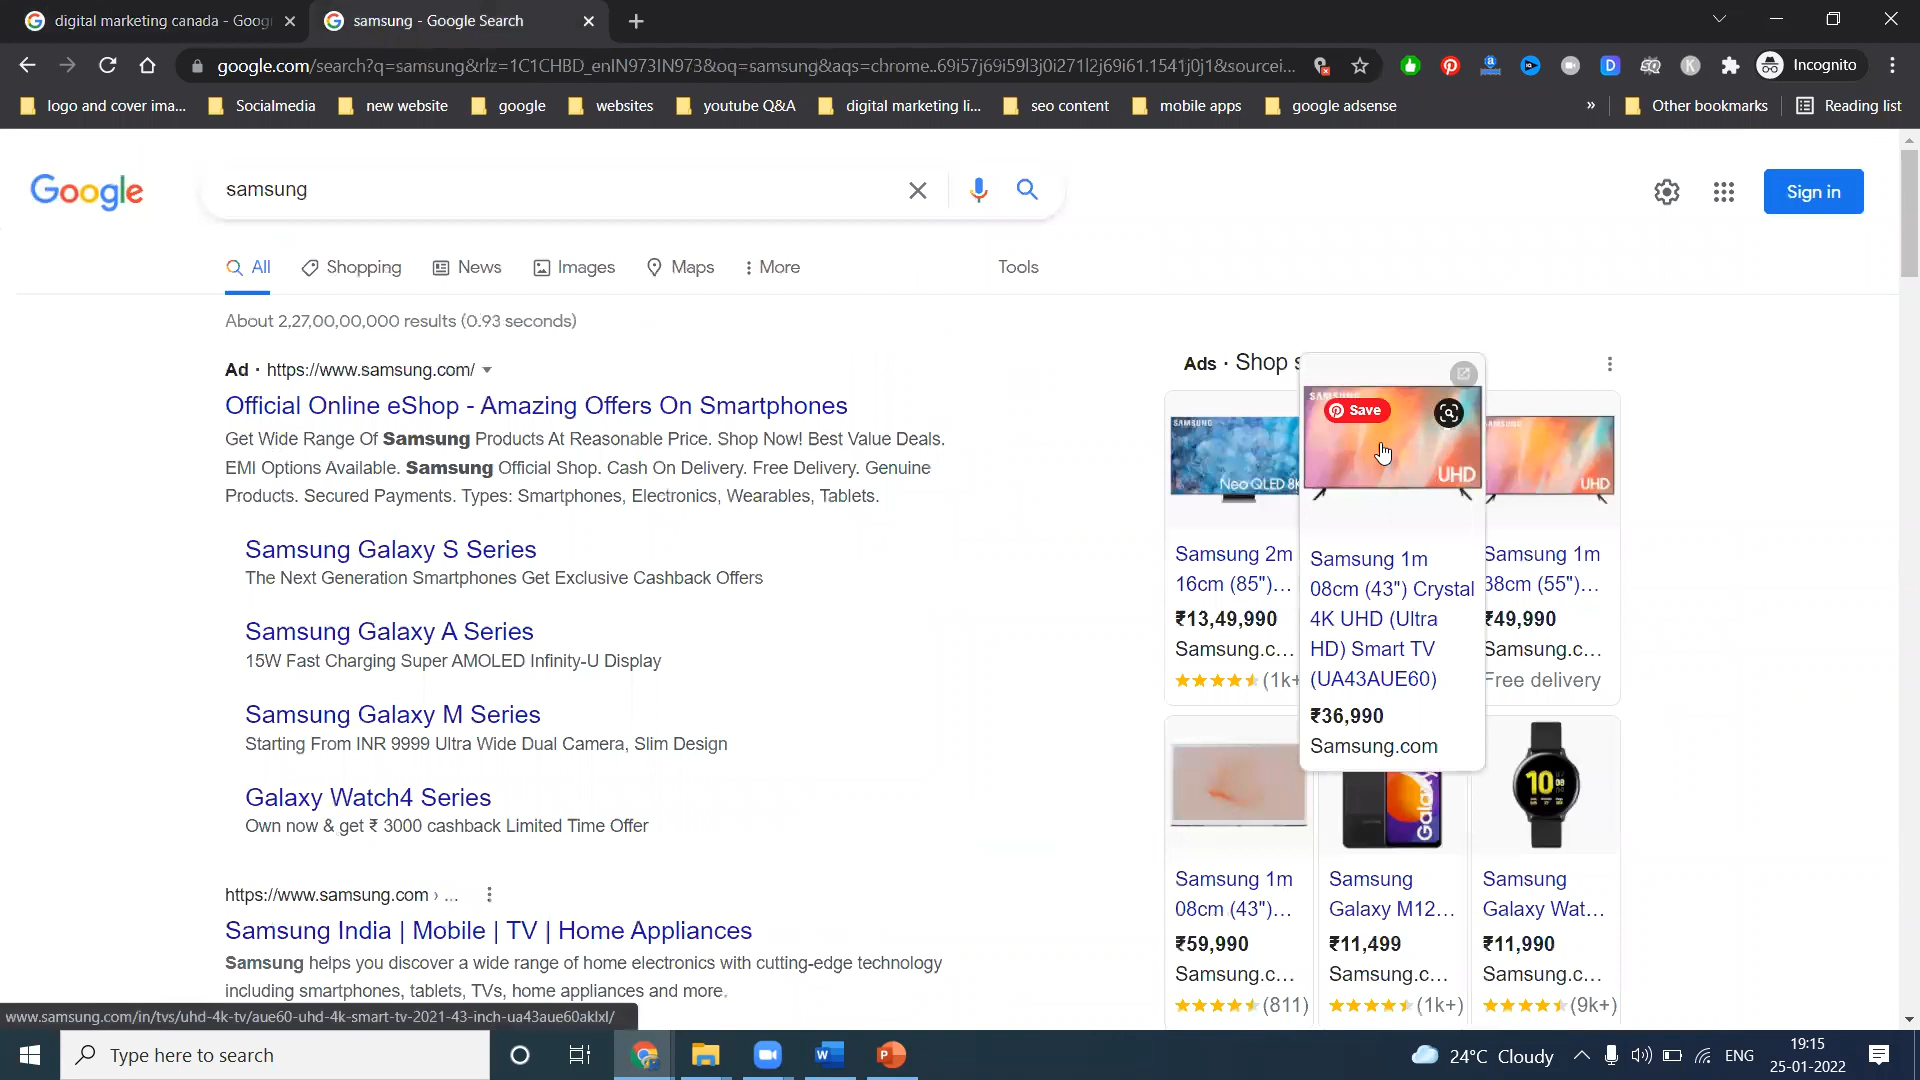 digital marketing canada - Goog
samsung - Google Search
google.com/search?q=samsung&rlz=1C1CHBD_enIN973IN973&oq=samsung&aqs=chrome..69i57j69i59l3j0i271l2j69i61.1541j0j1&sourcei...
Incognito
logo and cover ima...
Socialmedia
new website
google
websites
youtube Q&A
digital marketing li...
seo content
mobile apps
google adsense
»
Other bookmarks
Reading list
Google
samsung
Sign in
All
Shopping
News
Images
Maps
More
Tools
About 2,27,00,00,000 results (0.93 seconds)
Ad · https://www.samsung.com/
Official Online eShop - Amazing Offers On Smartphones
Get Wide Range Of Samsung Products At Reasonable Price. Shop Now! Best Value Deals.
EMI Options Available. Samsung Official Shop. Cash On Delivery. Free Delivery. Genuine
Products. Secured Payments. Types: Smartphones, Electronics, Wearables, Tablets.
Samsung Galaxy S Series
The Next Generation Smartphones Get Exclusive Cashback Offers
Samsung Galaxy A Series
15W Fast Charging Super AMOLED Infinity-U Display
Samsung Galaxy M Series
Starting From INR 9999 Ultra Wide Dual Camera, Slim Design
Galaxy Watch4 Series
Own now & get ₹ 3000 cashback Limited Time Offer
https://www.samsung.com › ...
Samsung India | Mobile | TV | Home Appliances
Samsung helps you discover a wide range of home electronics with cutting-edge technology
including smartphones, tablets, TVs, home appliances and more.
Ads · Shop s
SAMSUNG
Neo QLED 8K
Samsung 2m
16cm (85")...
₹13,49,990
Samsung.c...
(1k+
SAMSUNG
Save
UHD
Samsung 1m
08cm (43") Crystal
4K UHD (Ultra
HD) Smart TV
(UA43AUE60)
₹36,990
Samsung.com
SAMSUNG
UHD
Samsung 1m
38cm (55")...
₹49,990
Samsung.c...
Free delivery
Samsung 1m
08cm (43")...
₹59,990
Samsung.c...
(811)
Galaxy
Samsung
Galaxy M12...
₹11,499
Samsung.c...
(1k+)
10
Samsung
Galaxy Wat...
₹11,990
Samsung.c...
(9k+)
www.samsung.com/in/tvs/uhd-4k-tv/aue60-uhd-4k-smart-tv-2021-43-inch-ua43aue60aklxl/
Type here to search
24°C Cloudy
ENG
19:15
25-01-2022